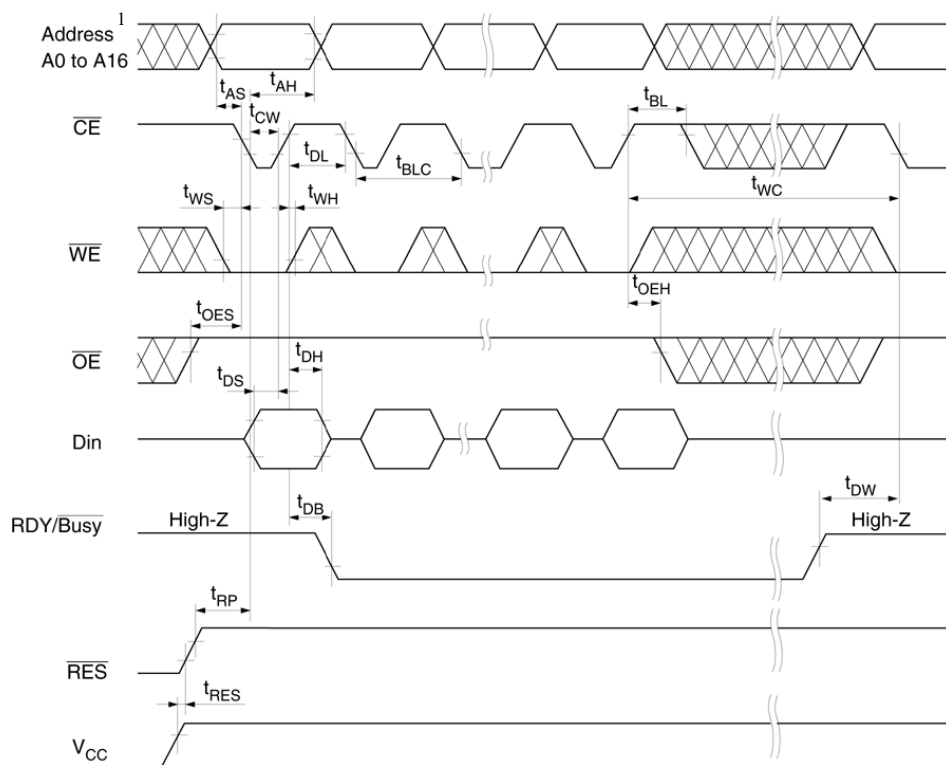 Address 1
A0 to A16
tAS
tAH
tCW
tBL
CE
tDL
tBLC
tWS
tWH
tWC
WE
tOES
tOEH
OE
tDH
tDS
Din
tDB
tDW
RDY/Busy
High-Z
High-Z
tRP
RES
tRES
VCC